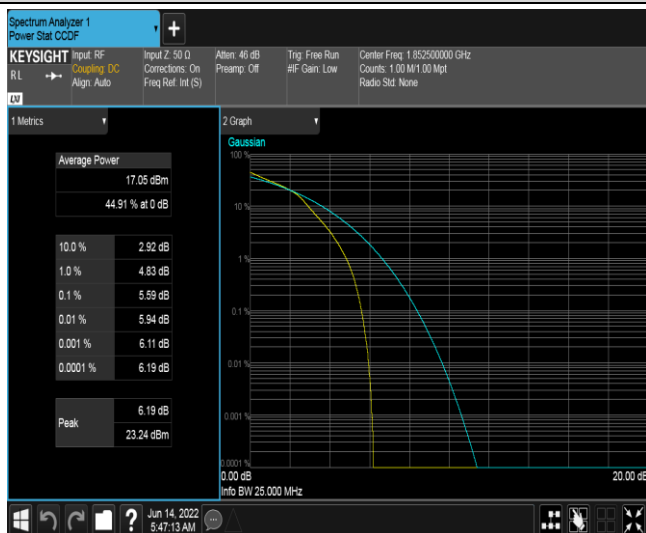 Spectrum Analyzer 1
Power Stat CCDF
+
KEYSIGHT Input: RF Input Z: 50 Ω Atten: 46 dB Trig: Free Run Center Freq: 1.852500000 GHz
RL Coupling: DC Corrections: On Preamp: Off #IF Gain: Low Counts: 1.00 M/1.00 Mpt
Align: Auto Freq Ref: Int (S) Radio Std: None
LXI
1 Metrics 2 Graph
Gaussian
Average Power
17.05 dBm
44.91 % at 0 dB
10.0 % 2.92 dB
1.0 % 4.83 dB
0.1 % 5.59 dB
0.01 % 5.94 dB
0.001 % 6.11 dB
0.0001 % 6.19 dB
Peak 6.19 dB
23.24 dBm
100 %
10 %
1 %
0.1 %
0.01 %
0.001 %
0.0001 %
0.00 dB 20.00 dB
Info BW 25.000 MHz
? Jun 14, 2022
5:47:13 AM